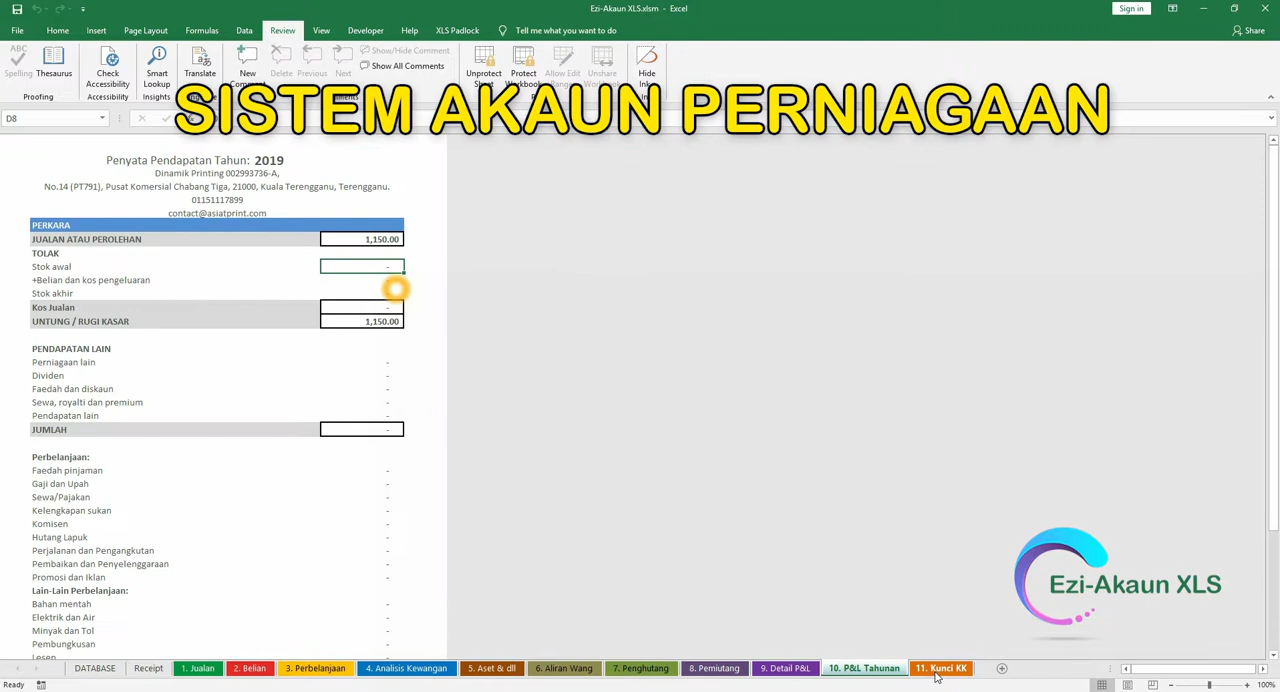 Ezi-Akaun XLS.xlsm - Excel
Sign in
File Home Insert Page Layout Formulas Data Review View Developer Help XLS Padlock Tell me what you want to do Share
ABC
Spelling Thesaurus
Proofing
Check Accessibility
Accessibility
Smart Lookup
Insights
Translate
New
Delete Previous Next
Show/Hide Comment
Show All Comments
Unprotect
Protect Workbook
Allow Edit
Unshare
Hide Ink
SISTEM AKAUN PERNIAGAAN
D8
Penyata Pendapatan Tahun: 2019
Dinamik Printing 002993736-A,
No.14 (PT791), Pusat Komersial Chabang Tiga, 21000, Kuala Terengganu, Terengganu.
01151117899
contact@asiatprint.com
PERKARA
JUALAN ATAU PEROLEHAN 1,150.00
TOLAK
Stok awal -
+Belian dan kos pengeluaran
Stok akhir
Kos Jualan -
UNTUNG / RUGI KASAR 1,150.00
PENDAPATAN LAIN
Perniagaan lain -
Dividen -
Faedah dan diskaun -
Sewa, royalti dan premium -
Pendapatan lain -
JUMLAH -
Perbelanjaan:
Faedah pinjaman -
Gaji dan Upah -
Sewa/Pajakan -
Kelengkapan sukan -
Komisen -
Hutang Lapuk -
Perjalanan dan Pengangkutan -
Pembaikan dan Penyelenggaraan -
Promosi dan Iklan -
Lain-Lain Perbelanjaan:
Bahan mentah -
Elektrik dan Air -
Minyak dan Tol -
Pembungkusan -
Lesen
Ezi-Akaun XLS
DATABASE Receipt 1. Jualan 2. Belian 3. Perbelanjaan 4. Analisis Kewangan 5. Aset & dll 6. Aliran Wang 7. Penghutang 8. Pemiutang 9. Detail P&L 10. P&L Tahunan 11. Kunci KK
Ready 100%